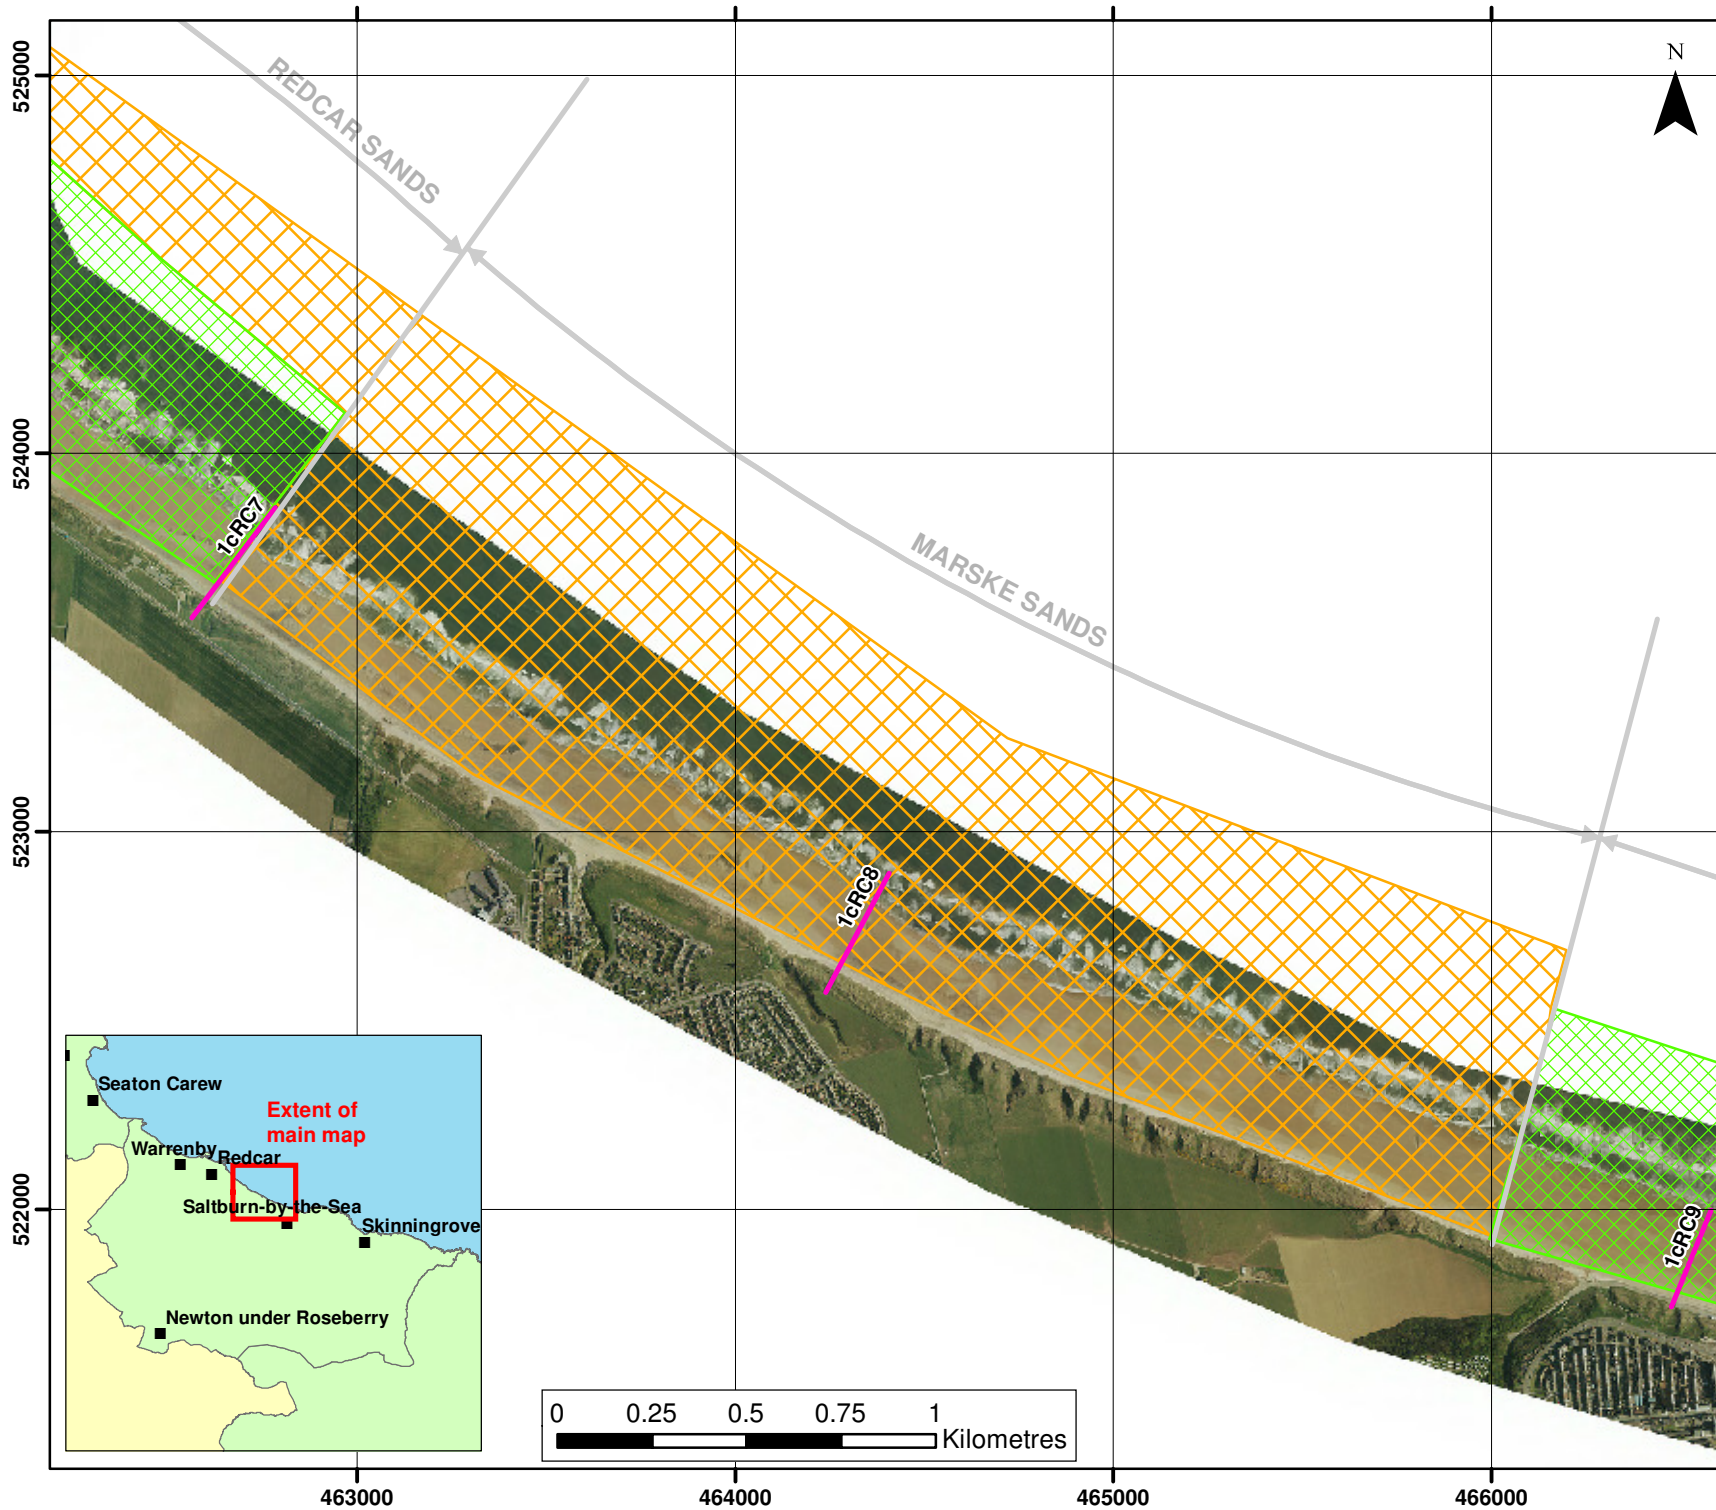 N
525000
524000
523000
522000
REDCAR SANDS
MARSKE SANDS
1cRC7
1cRC8
1cRC9
Seaton Carew
Extent of
main map
Warrenby
Redcar
Saltburn-by-the-Sea
Skinningrove
Newton under Roseberry
0 0.25 0.5 0.75 1
Kilometres
463000 464000 465000 466000